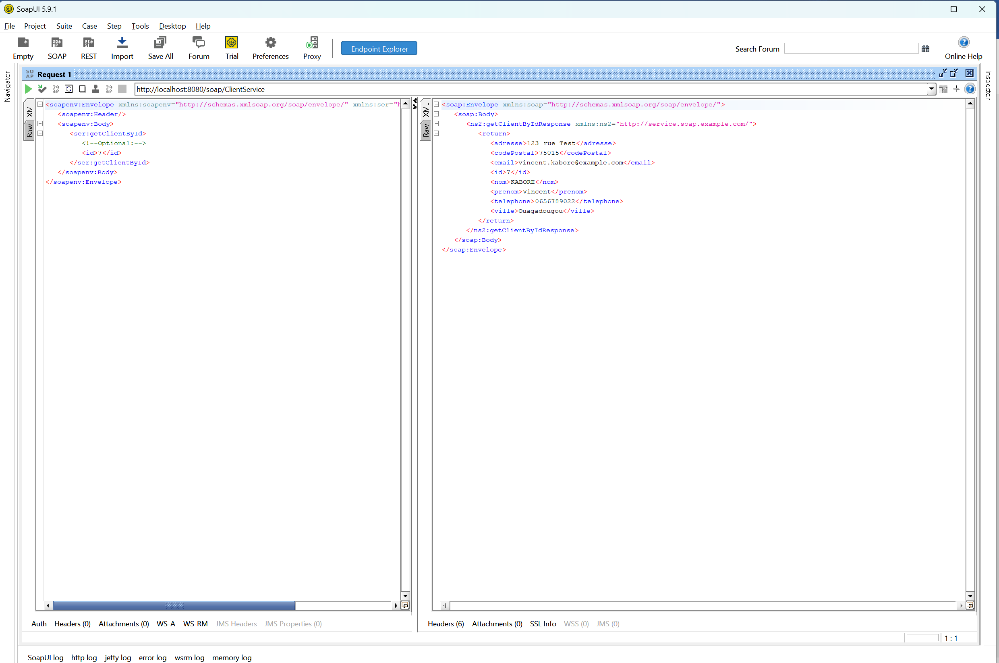 SoapUI 5.9.1
File Project Suite Case Step Tools Desktop Help
Empty SOAP REST Import Save All Forum Trial Preferences Proxy Endpoint Explorer Search Forum Online Help
Navigator
Inspector
SO AP Request 1
http://localhost:8080/soap/ClientService
XML
Raw
<soapenv:Envelope xmlns:soapenv="http://schemas.xmlsoap.org/soap/envelope/" xmlns:ser="h
<soapenv:Header/>
<soapenv:Body>
<ser:getClientById>
<!--Optional:-->
<id>7</id>
</ser:getClientById>
</soapenv:Body>
</soapenv:Envelope>
XML
Raw
<soap:Envelope xmlns:soap="http://schemas.xmlsoap.org/soap/envelope/">
<soap:Body>
<ns2:getClientByIdResponse xmlns:ns2="http://service.soap.example.com/">
<return>
<adresse>123 rue Test</adresse>
<codePostal>75015</codePostal>
<email>vincent.kabore@example.com</email>
<id>7</id>
<nom>KABORE</nom>
<prenom>Vincent</prenom>
<telephone>0656789022</telephone>
<ville>Ouagadougou</ville>
</return>
</ns2:getClientByIdResponse>
</soap:Body>
</soap:Envelope>
Auth Headers (0) Attachments (0) WS-A WS-RM JMS Headers JMS Properties (0)
Headers (6) Attachments (0) SSL Info WSS (0) JMS (0)
1 : 1
SoapUI log http log jetty log error log wsrm log memory log